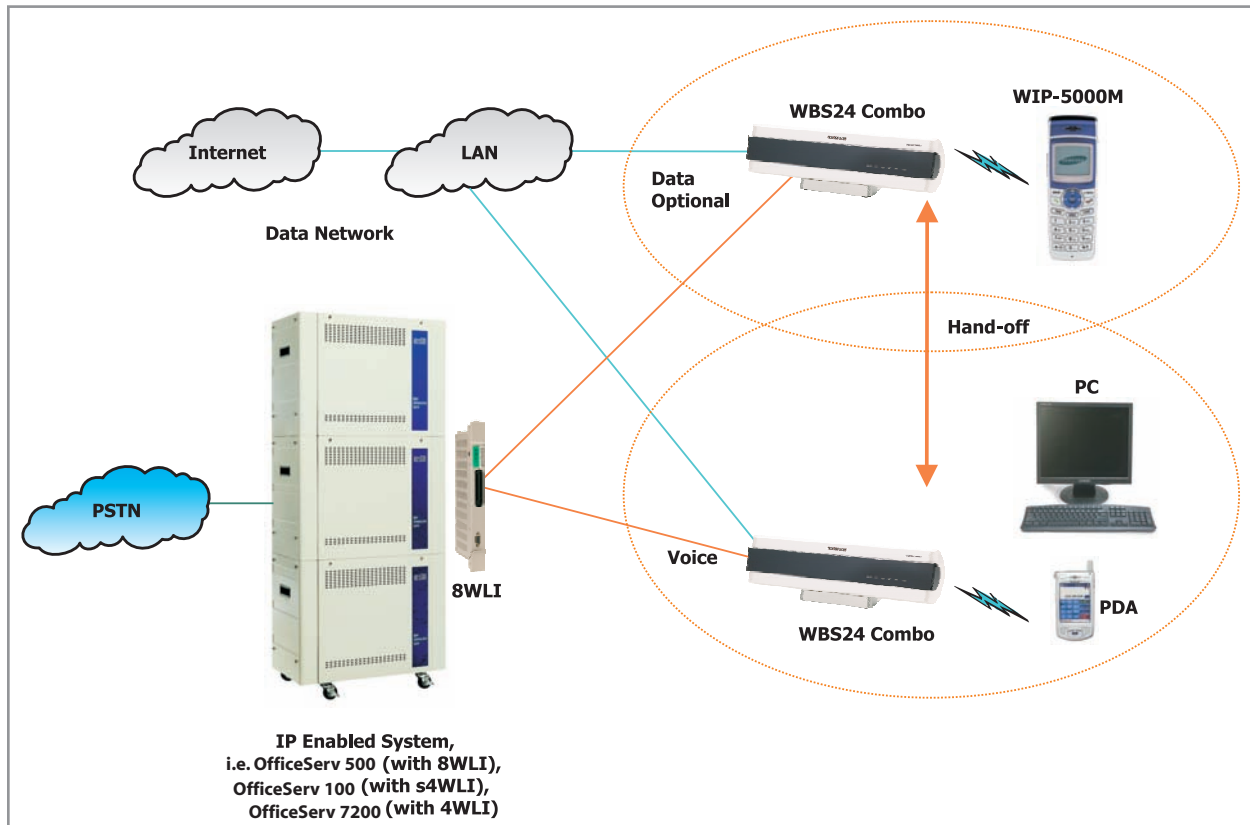 WIP-5000M
WBS24 Combo
Internet
LAN
Data
Optional
Data Network
Hand-off
PC
PSTN
Voice
8WLI
PDA
WBS24 Combo
IP Enabled System,
i.e. OfficeServ 500 (with 8WLI),
OfficeServ 100 (with s4WLI),
OfficeServ 7200 (with 4WLI)